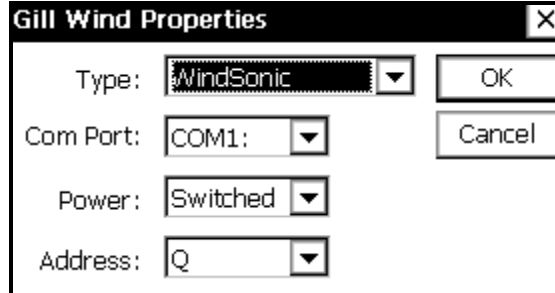 Gill Wind Properties
Type: WindSonic OK
Com Port: COM1: Cancel
Power: Switched
Address: Q